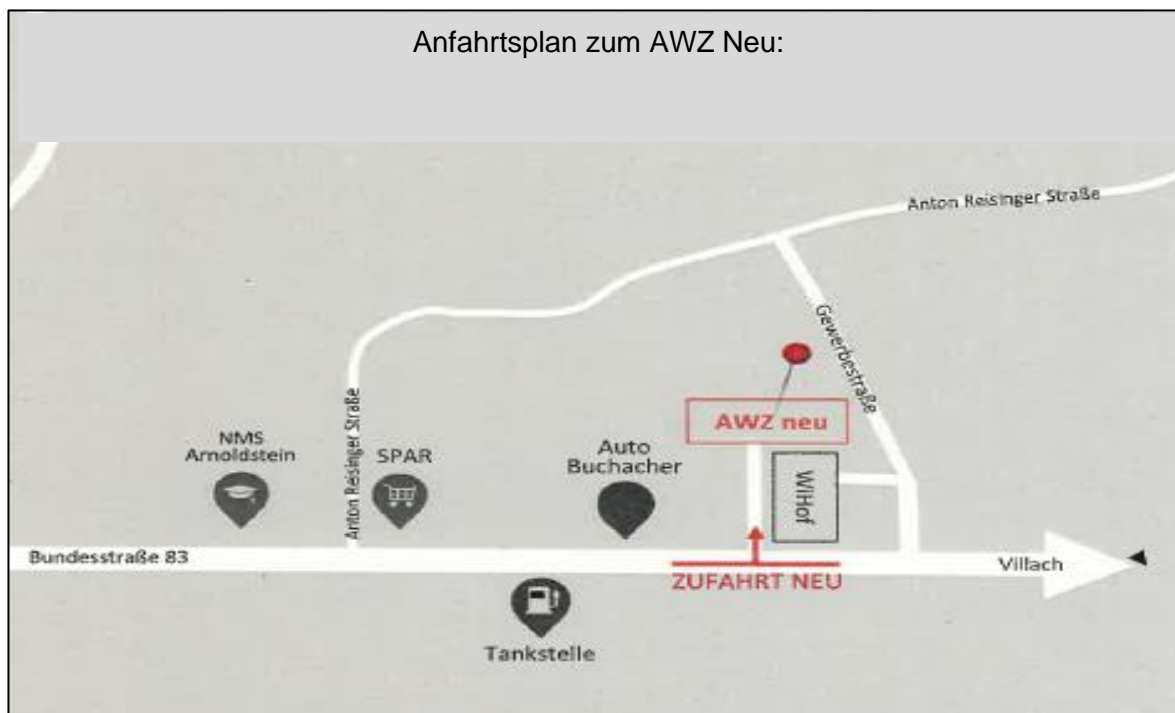 Anfahrtsplan zum AWZ Neu:
Anton Reisinger Straße
Gewerbestraße
AWZ neu
NMS
Arnoldstein
Anton Reisinger Straße
SPAR
Auto
Buchacher
WiHof
Bundesstraße 83
Villach
ZUFAHRT NEU
Tankstelle